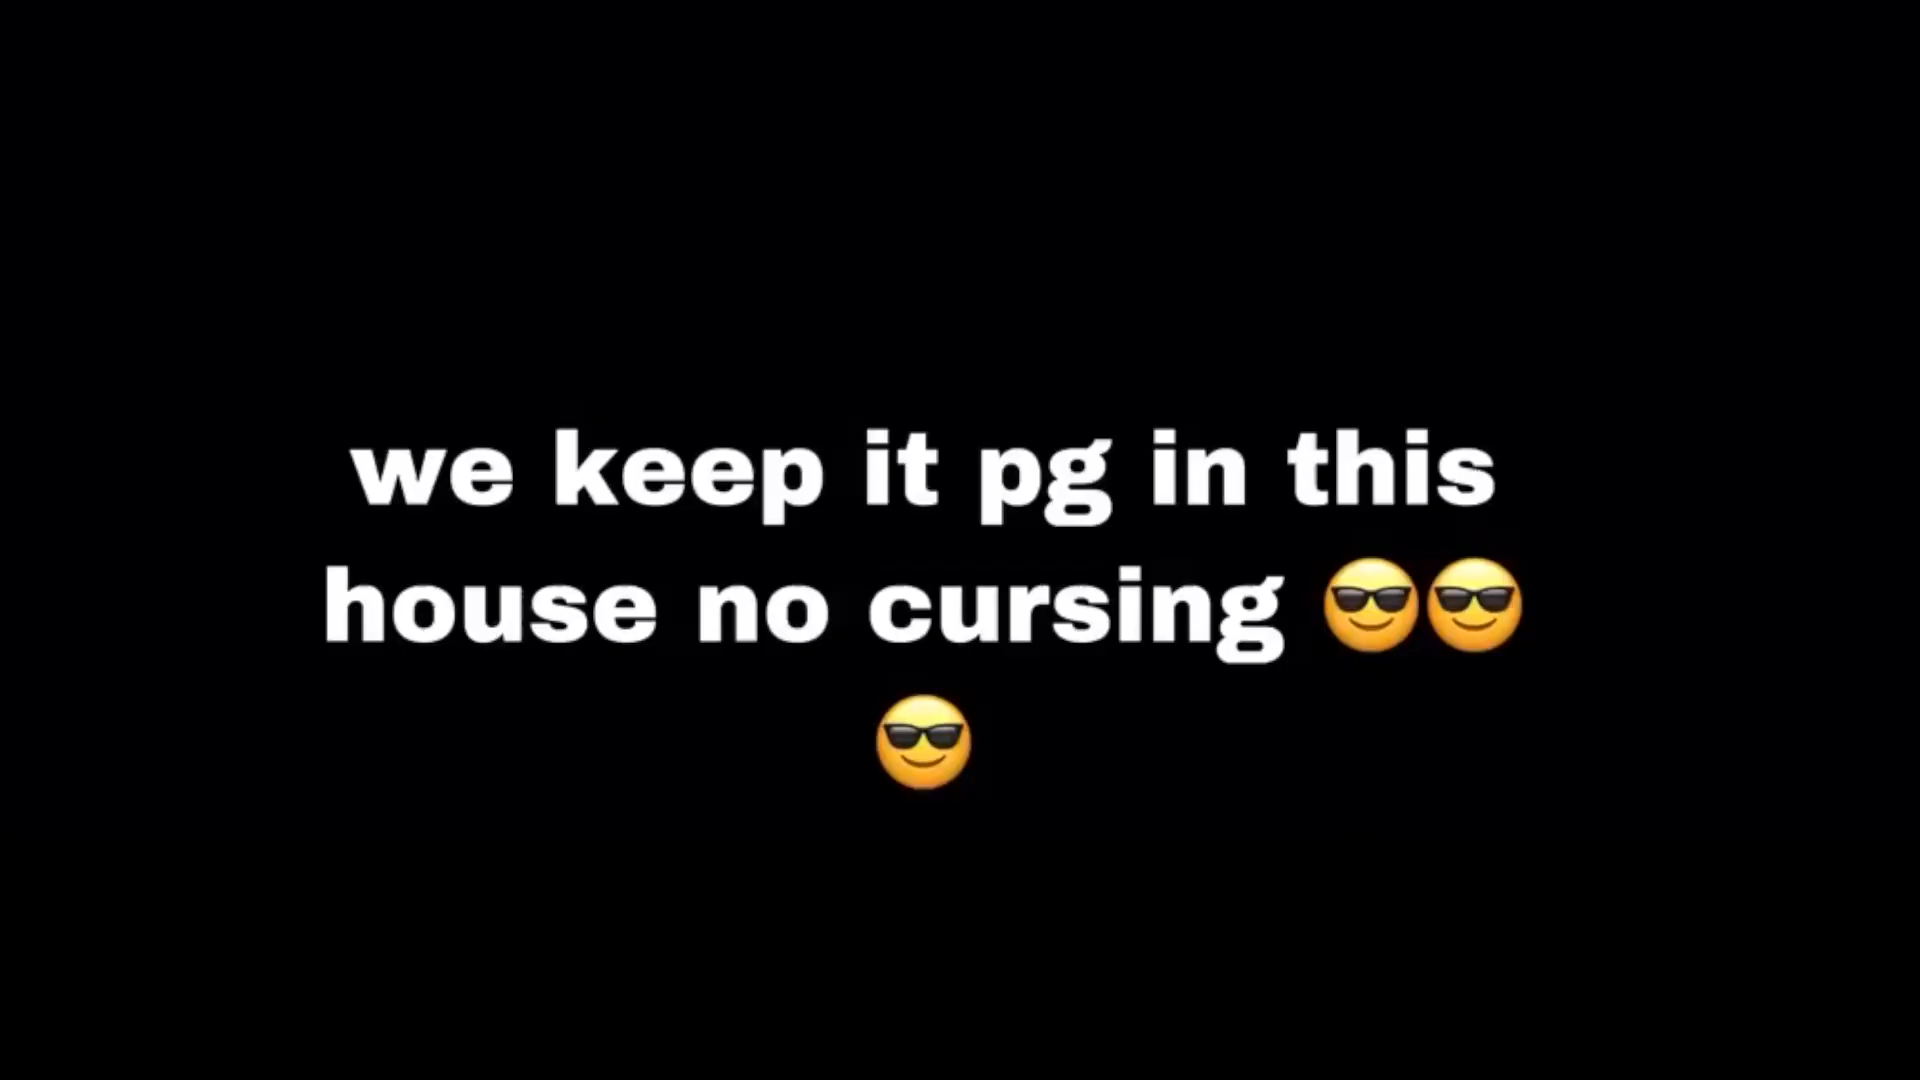 we keep it pg in this
house no cursing 😎😎
😎